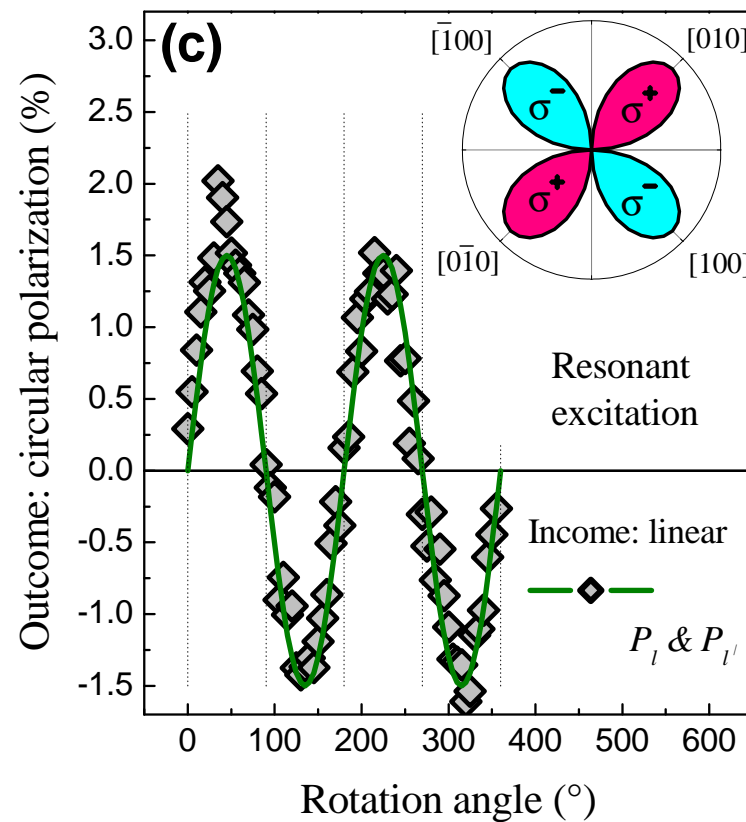 (c)
Outcome: circular polarization (%)
3.0
2.5
2.0
1.5
1.0
0.5
0.0
-0.5
-1.0
-1.5
[1̅00]
[010]
σ−
σ+
σ+
σ−
[01̅0]
[100]
Resonant
excitation
Income: linear
P_l & P_l/
0
100
200
300
400
500
600
Rotation angle (°)